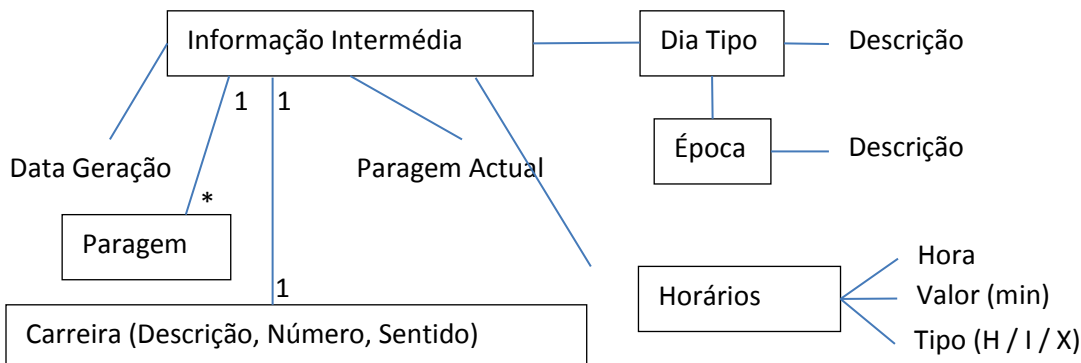 Informação Intermédia
Dia Tipo
Descrição
1
1
Data Geração
Paragem Actual
Época
Descrição
*
Paragem
1
Carreira (Descrição, Número, Sentido)
Horários
Hora
Valor (min)
Tipo (H / I / X)